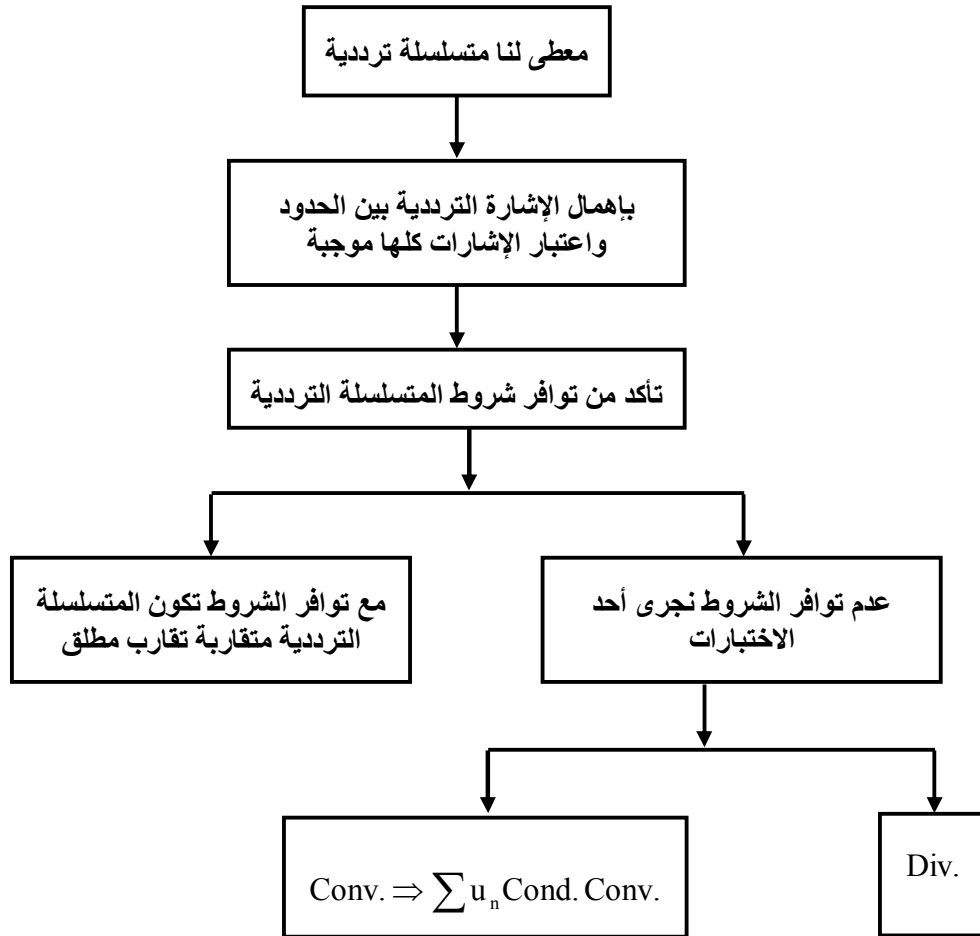 معطى لنا متسلسلة ترددية
بإهمال الإشارة الترددية بين الحدود
واعتبار الإشارات كلها موجبة
تأكد من توافر شروط المتسلسلة الترددية
مع توافر الشروط تكون المتسلسلة
الترددية متقاربة تقارب مطلق
عدم توافر الشروط نجرى أحد
الاختبارات
Conv. ⇒ ∑ uₙ Cond. Conv.
Div.